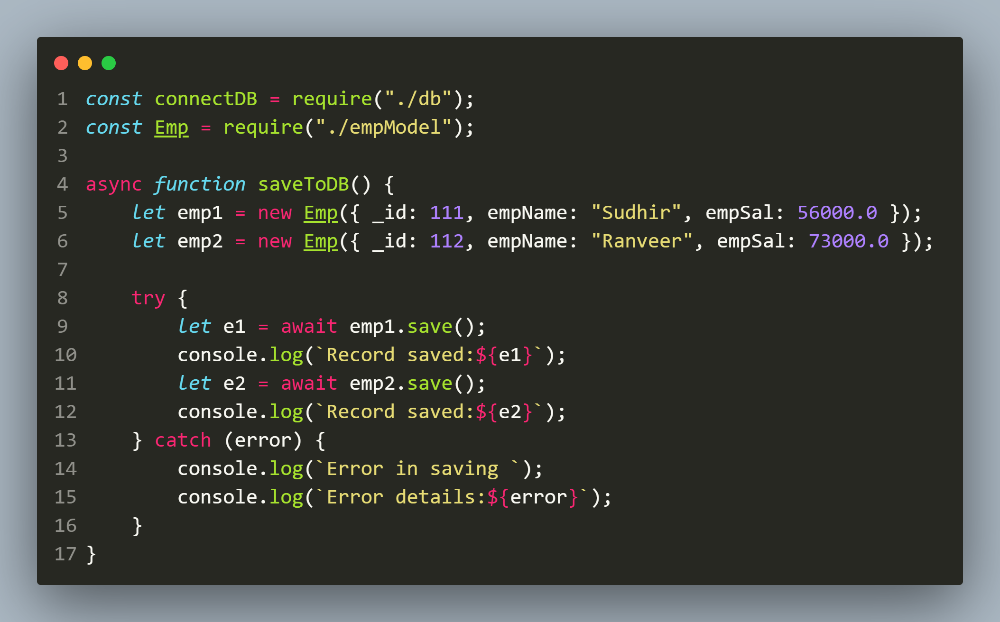 1 const connectDB = require("./db");
2 const Emp = require("./empModel");
3
4 async function saveToDB() {
5     let emp1 = new Emp({ _id: 111, empName: "Sudhir", empSal: 56000.0 });
6     let emp2 = new Emp({ _id: 112, empName: "Ranveer", empSal: 73000.0 });
7
8     try {
9         let e1 = await emp1.save();
10         console.log(`Record saved:${e1}`);
11         let e2 = await emp2.save();
12         console.log(`Record saved:${e2}`);
13     } catch (error) {
14         console.log(`Error in saving `);
15         console.log(`Error details:${error}`);
16     }
17 }